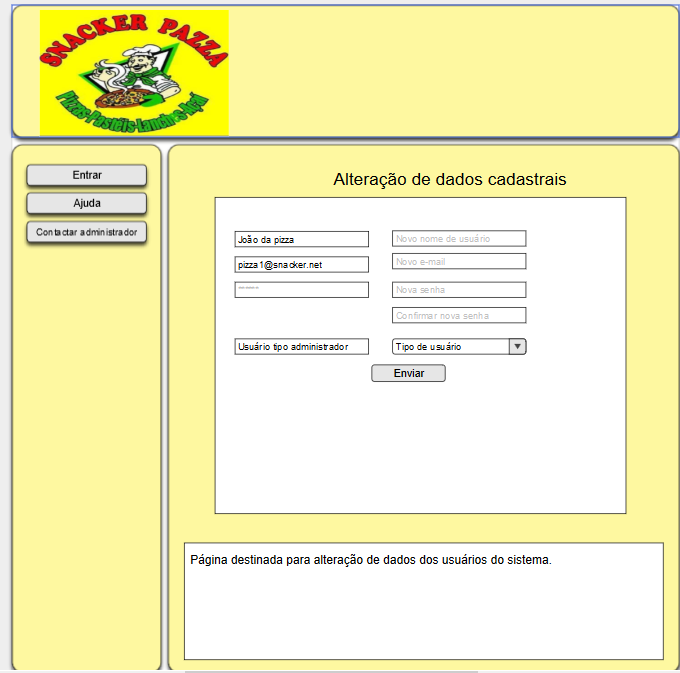 SNACKER PAZZA
Pizzas-Pastéis-Lanches-Açaí
Entrar
Ajuda
Contactar administrador
Alteração de dados cadastrais
João da pizza
Novo nome de usuário
pizza1@snacker.net
Novo e-mail
Nova senha
Confirmar nova senha
Usuário tipo administrador
Tipo de usuário
Enviar
Página destinada para alteração de dados dos usuários do sistema.